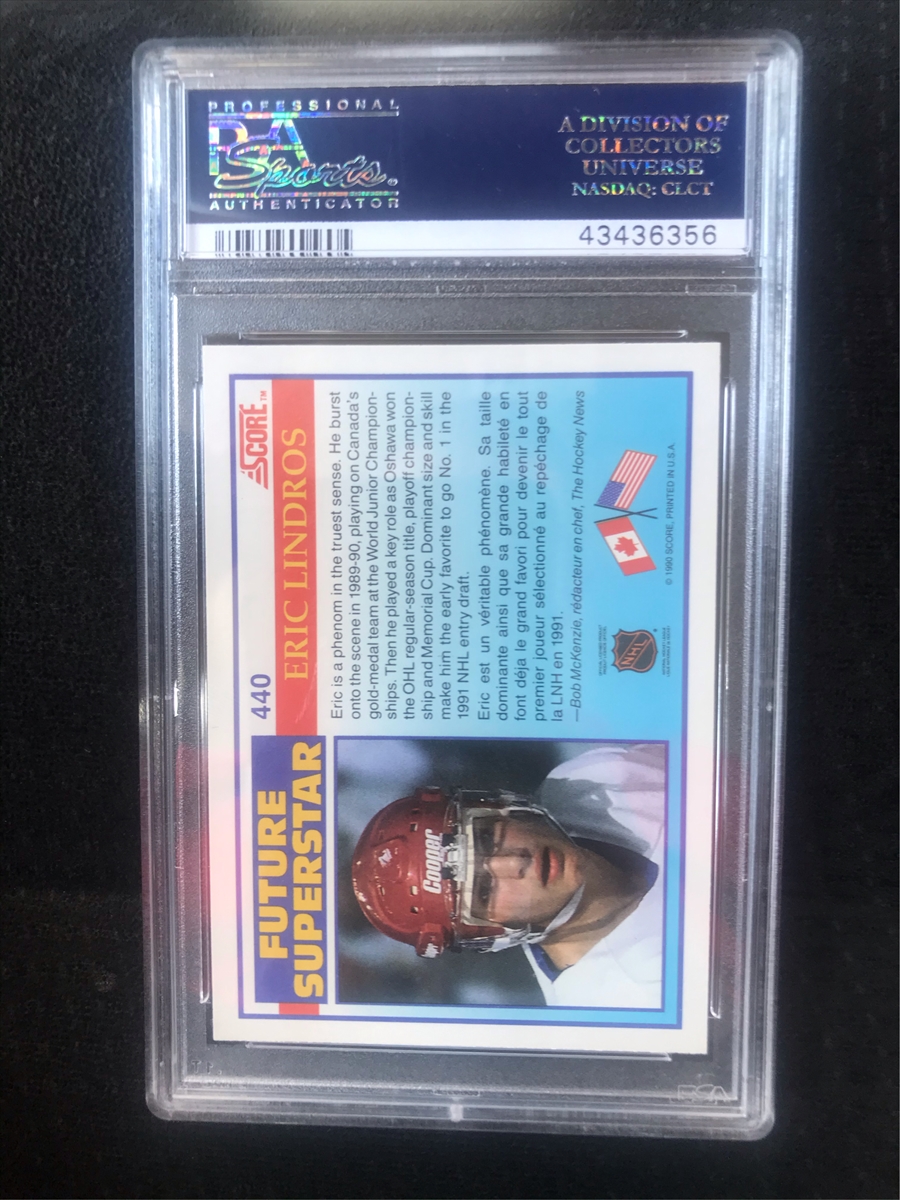 PROFESSIONAL
PSA
Sports®
AUTHENTICATOR
A DIVISION OF
COLLECTORS
UNIVERSE
NASDAQ: CLCT
43436356
FUTURE
SUPERSTAR
440
SCORE™
ERIC LINDROS
Eric is a phenom in the truest sense. He burst
onto the scene in 1989-90, playing on Canada's
gold-medal team at the World Junior Champion-
ships. Then he played a key role as Oshawa won
the OHL regular-season title, playoff champion-
ship and Memorial Cup. Dominant size and skill
make him the early favorite to go No. 1 in the
1991 NHL entry draft.
Eric est un véritable phénomène. Sa taille
dominante ainsi que sa grande habileté en
font déja le grand favori pour devenir le tout
premier joueur sélectionné au repêchage de
la LNH en 1991.
—Bob McKenzie, rédacteur en chef, The Hockey News
Cooper
NHL
© 1990 SCORE, PRINTED IN U.S.A.
PSA